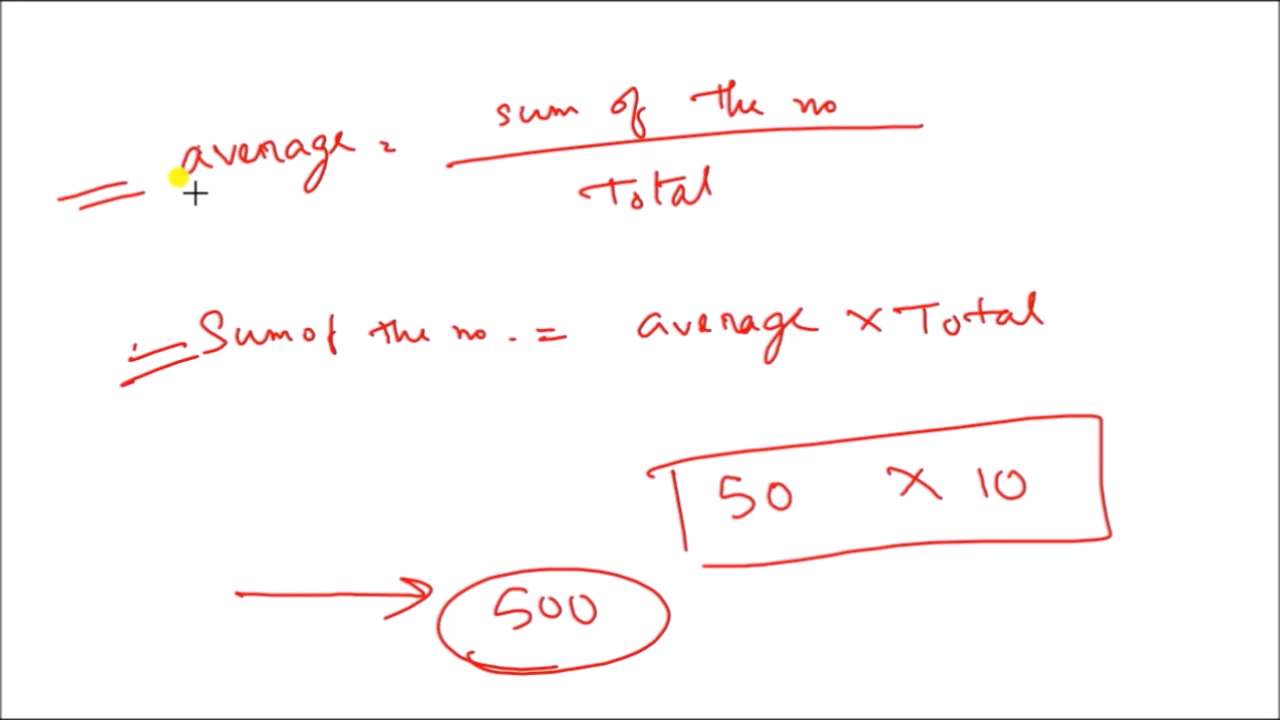 average = sum of the no
Total
Sum of the no. = average × Total
50 × 10
500